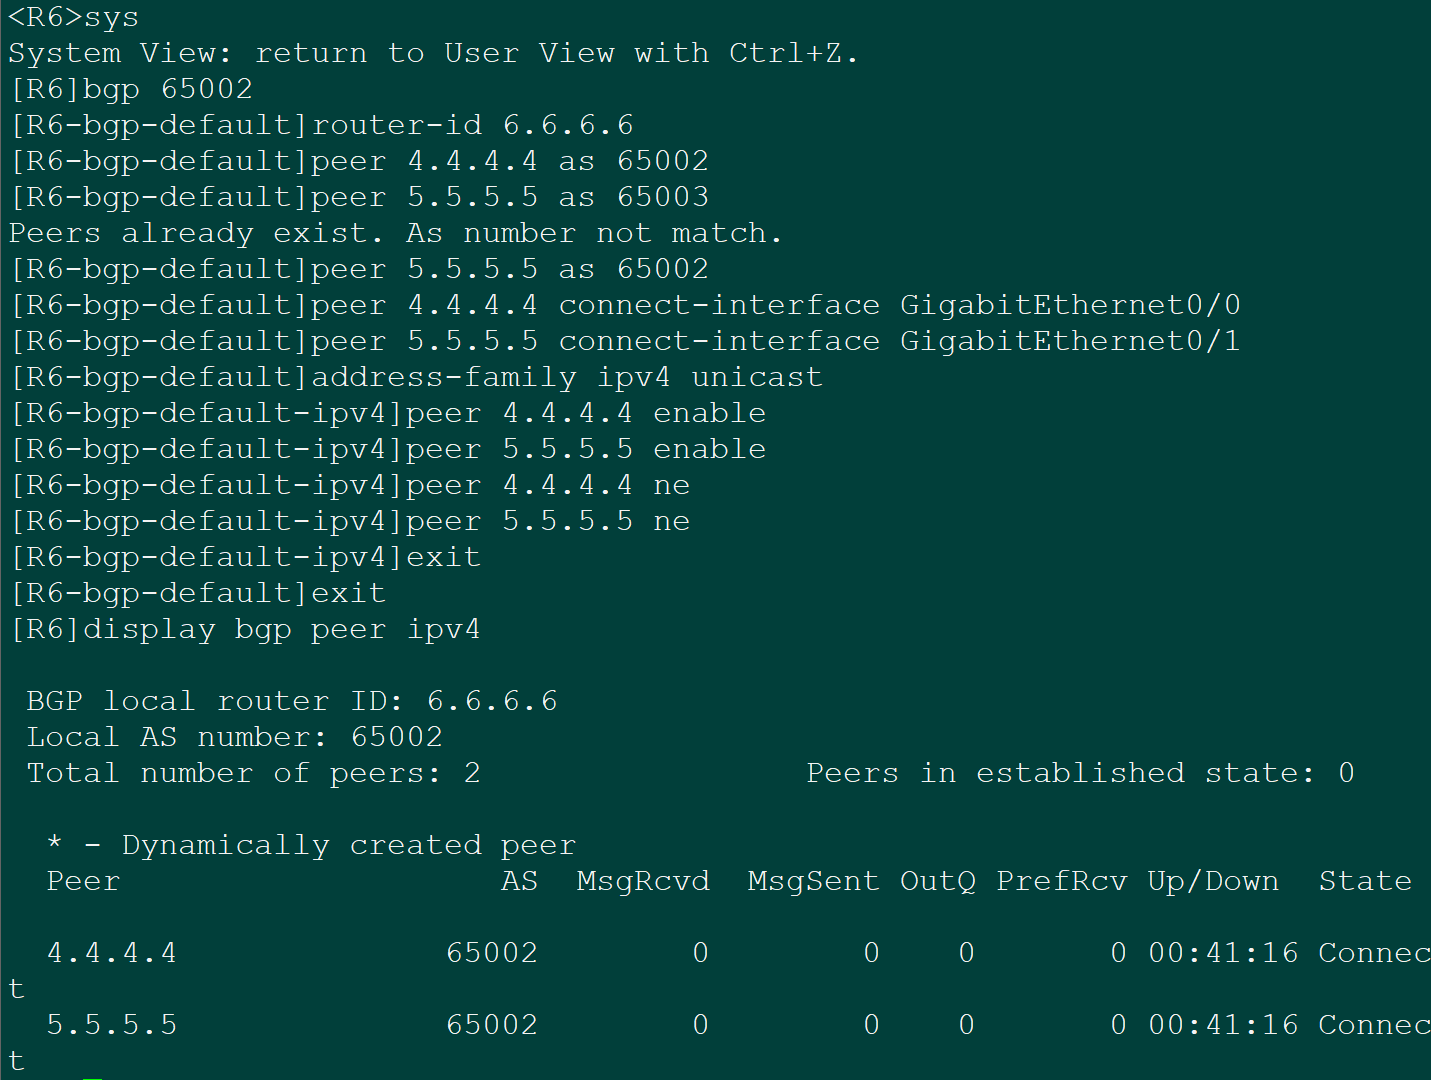 <R6>sys
System View: return to User View with Ctrl+Z.
[R6]bgp 65002
[R6-bgp-default]router-id 6.6.6.6
[R6-bgp-default]peer 4.4.4.4 as 65002
[R6-bgp-default]peer 5.5.5.5 as 65003
Peers already exist. As number not match.
[R6-bgp-default]peer 5.5.5.5 as 65002
[R6-bgp-default]peer 4.4.4.4 connect-interface GigabitEthernet0/0
[R6-bgp-default]peer 5.5.5.5 connect-interface GigabitEthernet0/1
[R6-bgp-default]address-family ipv4 unicast
[R6-bgp-default-ipv4]peer 4.4.4.4 enable
[R6-bgp-default-ipv4]peer 5.5.5.5 enable
[R6-bgp-default-ipv4]peer 4.4.4.4 ne
[R6-bgp-default-ipv4]peer 5.5.5.5 ne
[R6-bgp-default-ipv4]exit
[R6-bgp-default]exit
[R6]display bgp peer ipv4
 BGP local router ID: 6.6.6.6
 Local AS number: 65002
 Total number of peers: 2                 Peers in established state: 0
  * - Dynamically created peer
  Peer                    AS  MsgRcvd  MsgSent OutQ PrefRcv Up/Down  State
  4.4.4.4              65002        0        0    0       0 00:41:16 Connec
t
  5.5.5.5              65002        0        0    0       0 00:41:16 Connec
t